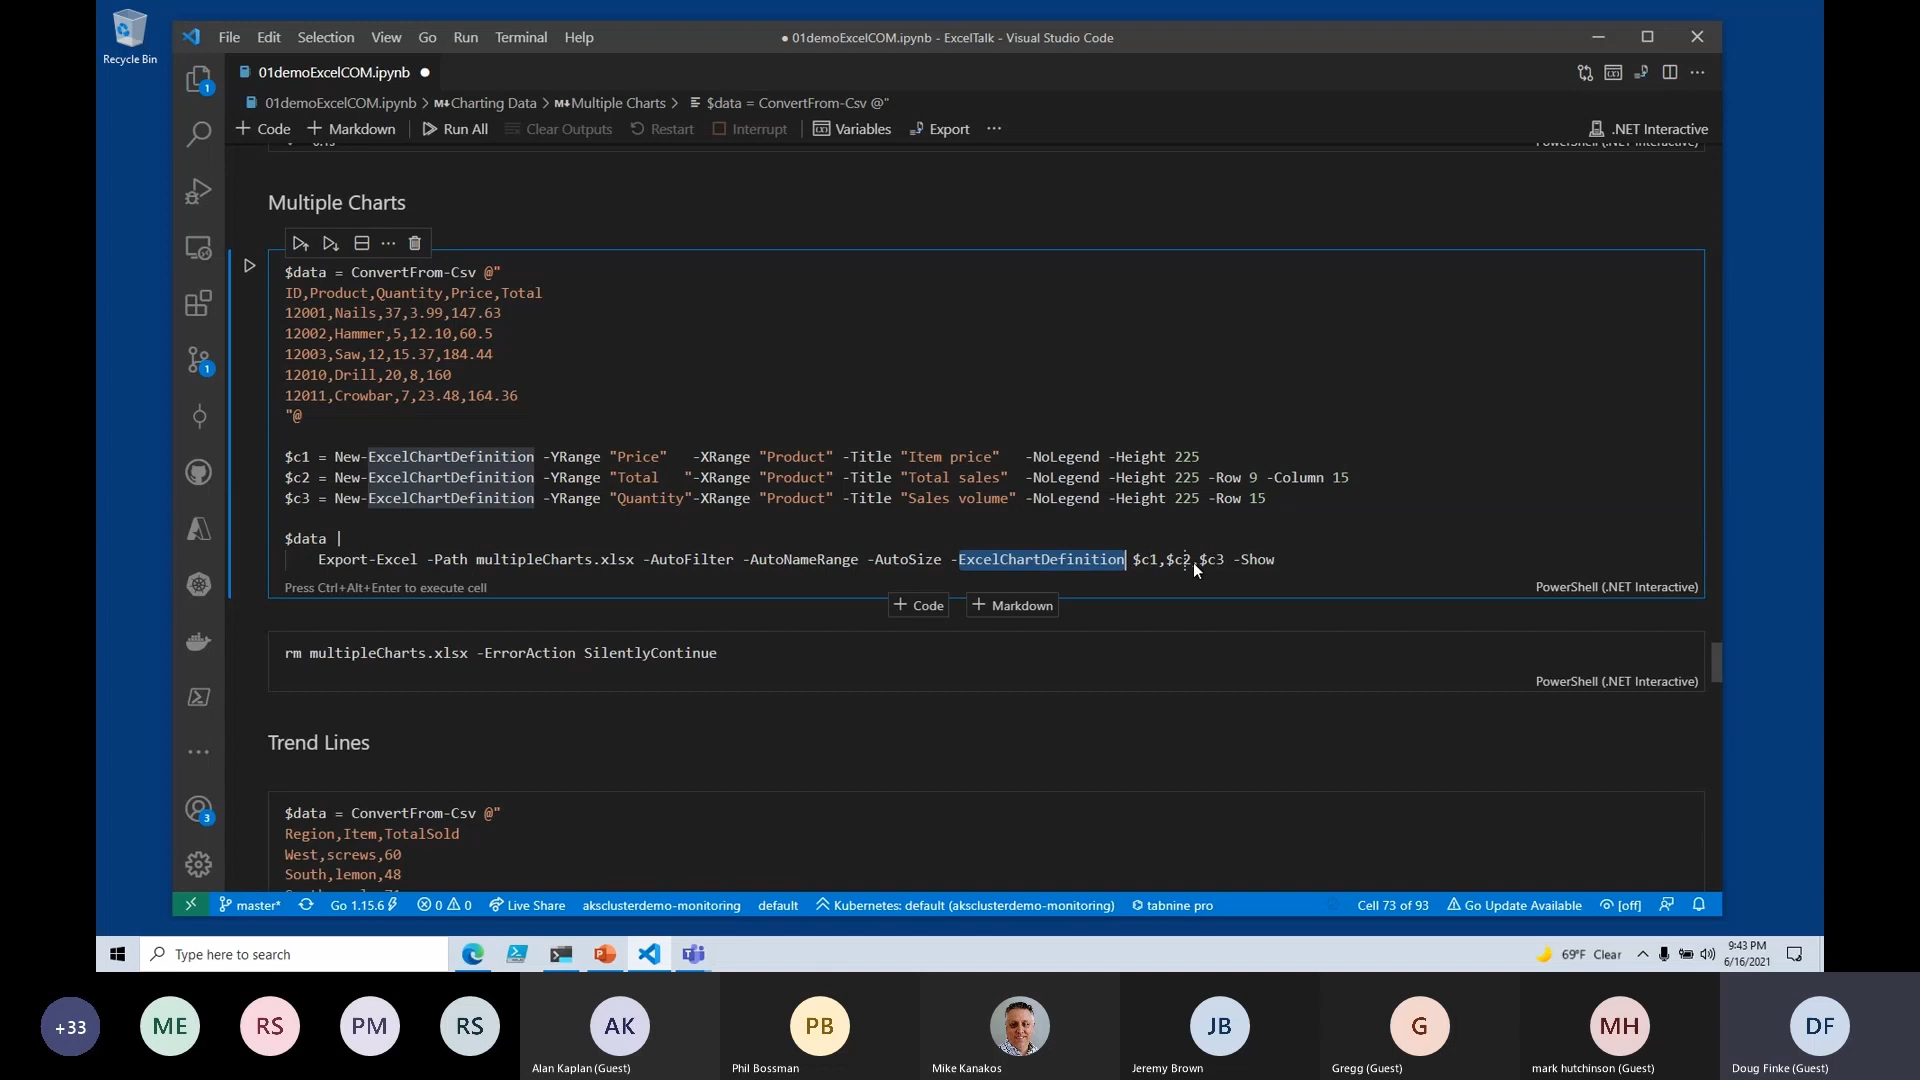 Recycle Bin
File Edit Selection View Go Run Terminal Help
● 01demoExcelCOM.ipynb - ExcelTalk - Visual Studio Code
01demoExcelCOM.ipynb ●
01demoExcelCOM.ipynb > M↓Charting Data > M↓Multiple Charts > $data = ConvertFrom-Csv @"
+ Code + Markdown Run All Clear Outputs Restart Interrupt Variables Export ··· .NET Interactive
PowerShell (.NET Interactive)
Multiple Charts
$data = ConvertFrom-Csv @"
ID,Product,Quantity,Price,Total
12001,Nails,37,3.99,147.63
12002,Hammer,5,12.10,60.5
12003,Saw,12,15.37,184.44
12010,Drill,20,8,160
12011,Crowbar,7,23.48,164.36
"@
$c1 = New-ExcelChartDefinition -YRange "Price"   -XRange "Product" -Title "Item price"   -NoLegend -Height 225
$c2 = New-ExcelChartDefinition -YRange "Total   "-XRange "Product" -Title "Total sales"  -NoLegend -Height 225 -Row 9 -Column 15
$c3 = New-ExcelChartDefinition -YRange "Quantity"-XRange "Product" -Title "Sales volume" -NoLegend -Height 225 -Row 15
$data |
Export-Excel -Path multipleCharts.xlsx -AutoFilter -AutoNameRange -AutoSize -ExcelChartDefinition $c1,$c2,$c3 -Show
Press Ctrl+Alt+Enter to execute cell
PowerShell (.NET Interactive)
+ Code + Markdown
rm multipleCharts.xlsx -ErrorAction SilentlyContinue
PowerShell (.NET Interactive)
Trend Lines
$data = ConvertFrom-Csv @"
Region,Item,TotalSold
West,screws,60
South,lemon,48
1
1
3
master* Go 1.15.6 0 0 Live Share aksclusterdemo-monitoring default Kubernetes: default (aksclusterdemo-monitoring) tabnine pro Cell 73 of 93 Go Update Available [off]
Type here to search
69°F Clear
9:43 PM
6/16/2021
+33 ME RS PM RS AK PB JB G MH DF
Alan Kaplan (Guest) Phil Bossman Mike Kanakos Jeremy Brown Gregg (Guest) mark hutchinson (Guest) Doug Finke (Guest)